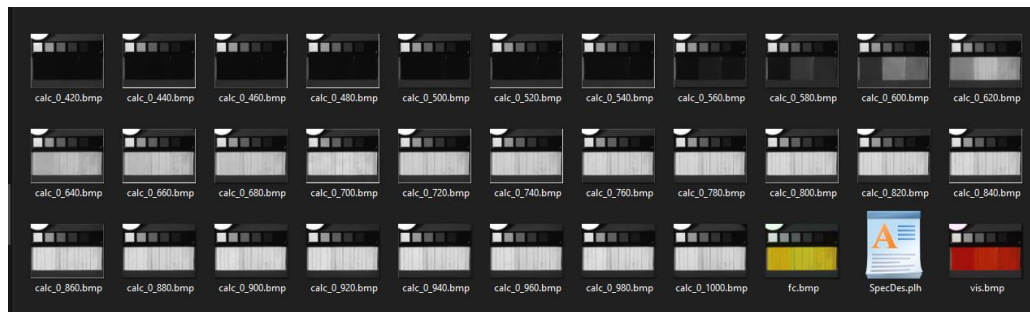 calc_0_420.bmp calc_0_440.bmp calc_0_460.bmp calc_0_480.bmp calc_0_500.bmp calc_0_520.bmp calc_0_540.bmp calc_0_560.bmp calc_0_580.bmp calc_0_600.bmp calc_0_620.bmp
calc_0_640.bmp calc_0_660.bmp calc_0_680.bmp calc_0_700.bmp calc_0_720.bmp calc_0_740.bmp calc_0_760.bmp calc_0_780.bmp calc_0_800.bmp calc_0_820.bmp calc_0_840.bmp
calc_0_860.bmp calc_0_880.bmp calc_0_900.bmp calc_0_920.bmp calc_0_940.bmp calc_0_960.bmp calc_0_980.bmp calc_0_1000.bmp fc.bmp SpecDes.plh vis.bmp